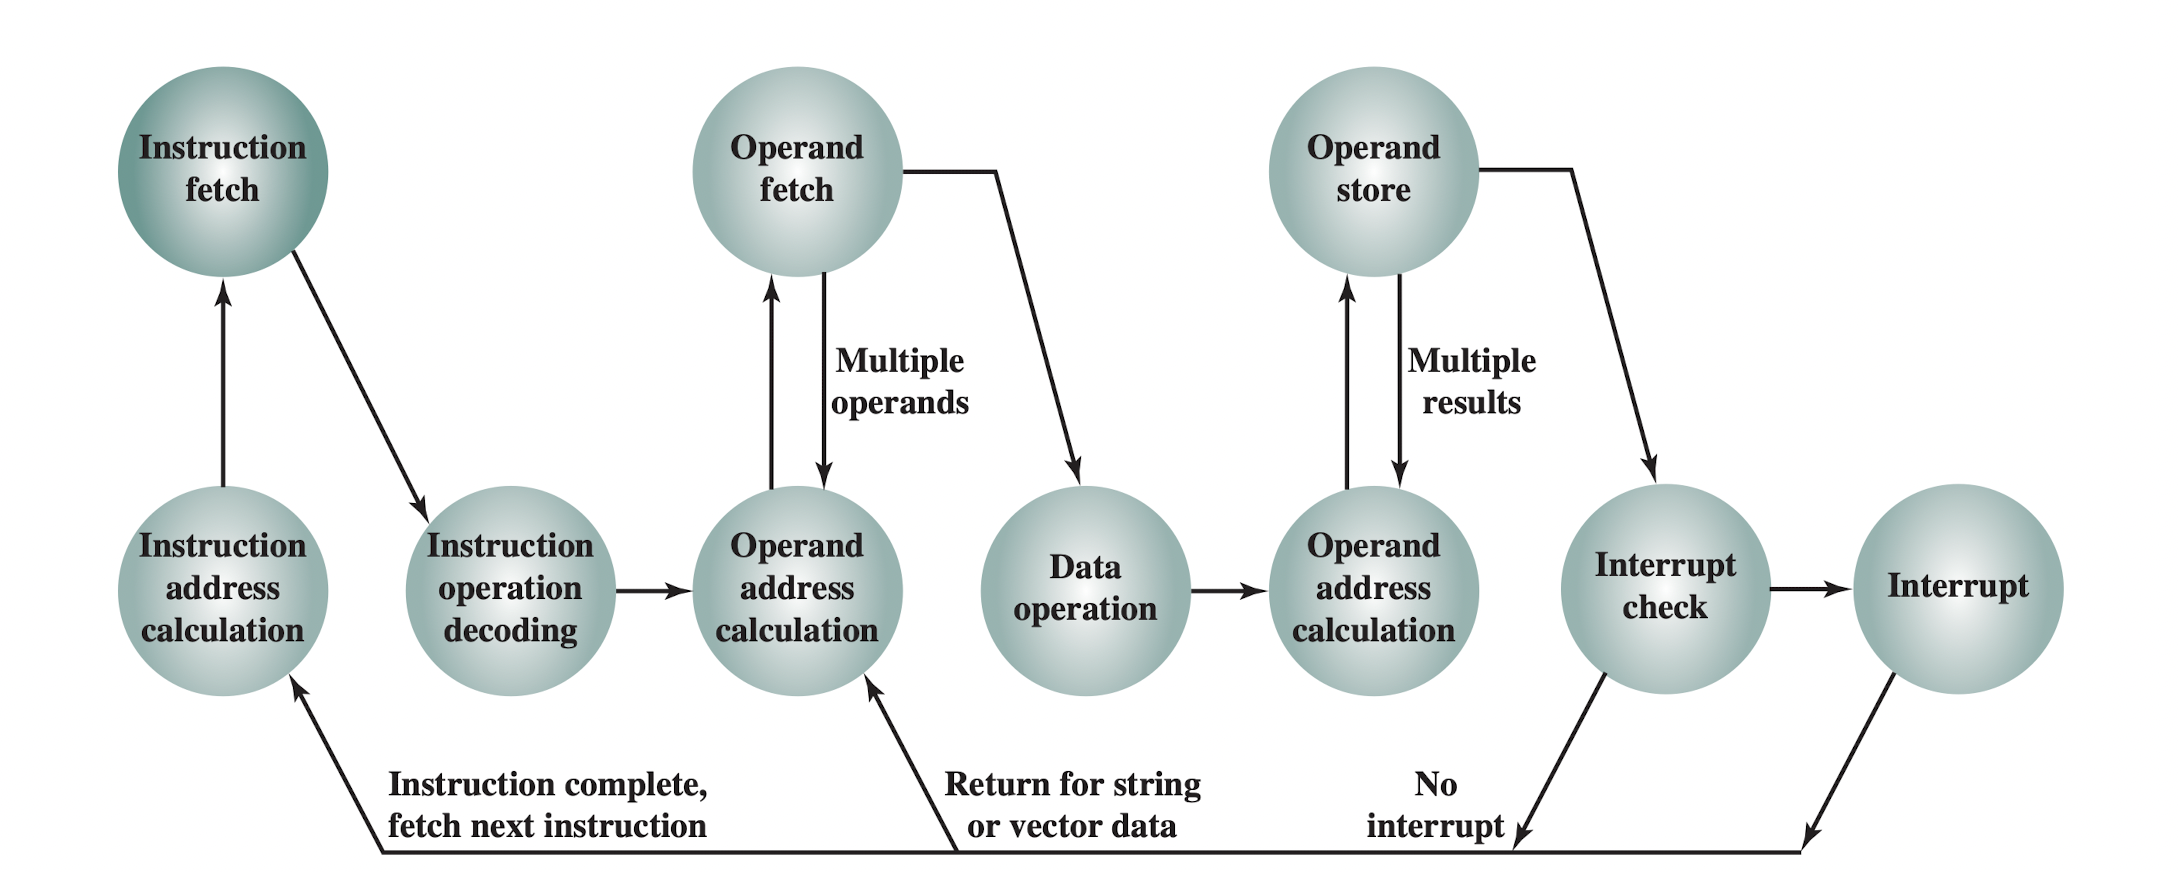 Instruction
fetch
Operand
fetch
Operand
store
Multiple
operands
Multiple
results
Instruction
address
calculation
Instruction
operation
decoding
Operand
address
calculation
Data
operation
Operand
address
calculation
Interrupt
check
Interrupt
Instruction complete,
fetch next instruction
Return for string
or vector data
No
interrupt